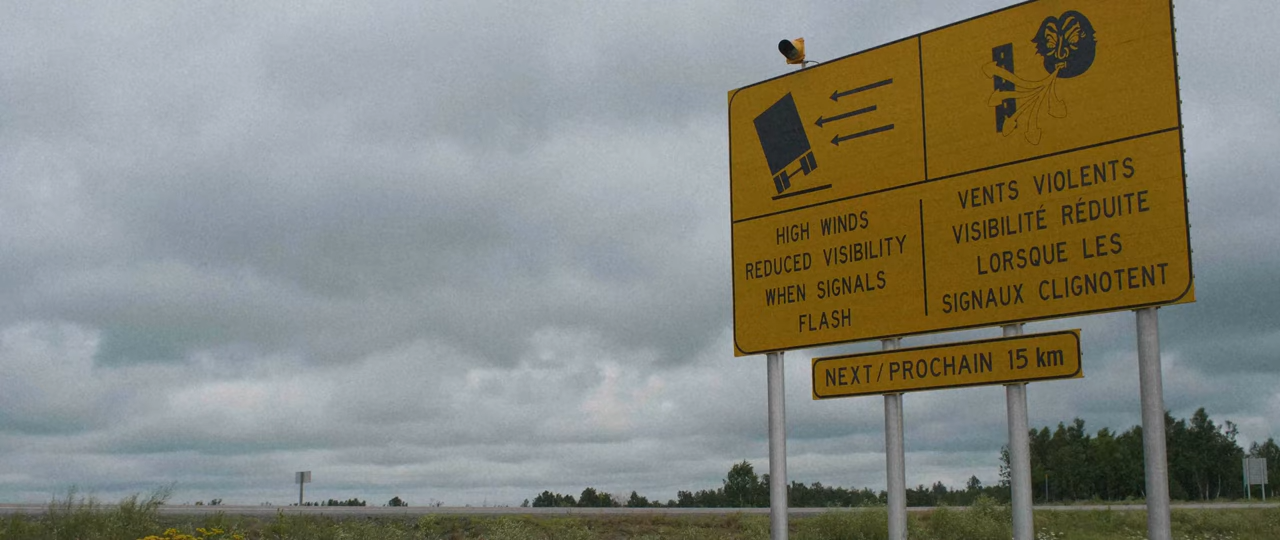 HIGH WINDS
REDUCED VISIBILITY
WHEN SIGNALS
FLASH
VENTS VIOLENTS
VISIBILITÉ RÉDUITE
LORSQUE LES
SIGNAUX CLIGNOTENT
NEXT/PROCHAIN 15 km